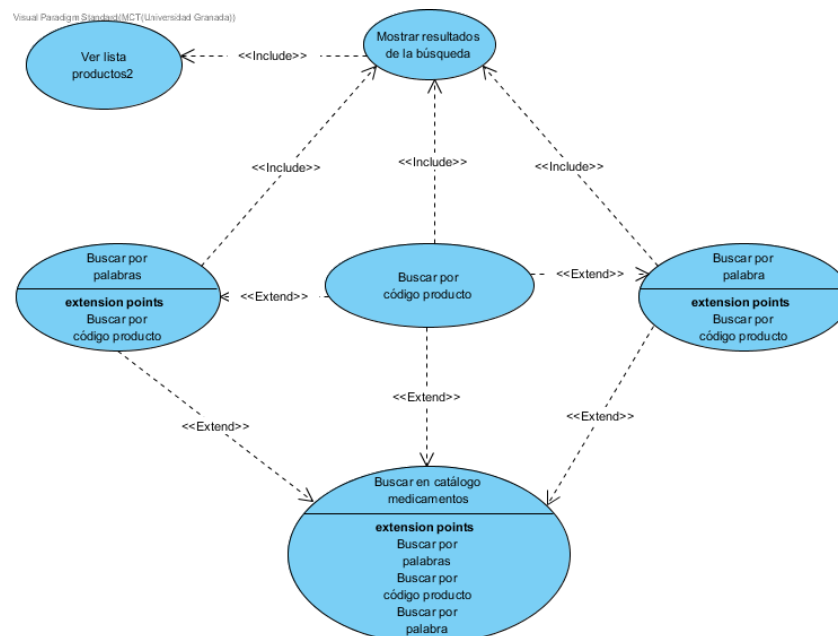 Visual Paradigm Standard(MCT(Universidad Granada))
Mostrar resultados
de la búsqueda
Ver lista
productos2
<<Include>>
<<Include>>
<<Include>>
<<Include>>
Buscar por
palabras
extension points
Buscar por
código producto
<<Extend>>
Buscar por
código producto
<<Extend>>
Buscar por
palabra
extension points
Buscar por
código producto
<<Extend>>
<<Extend>>
<<Extend>>
Buscar en catálogo
medicamentos
extension points
Buscar por
palabras
Buscar por
código producto
Buscar por
palabra